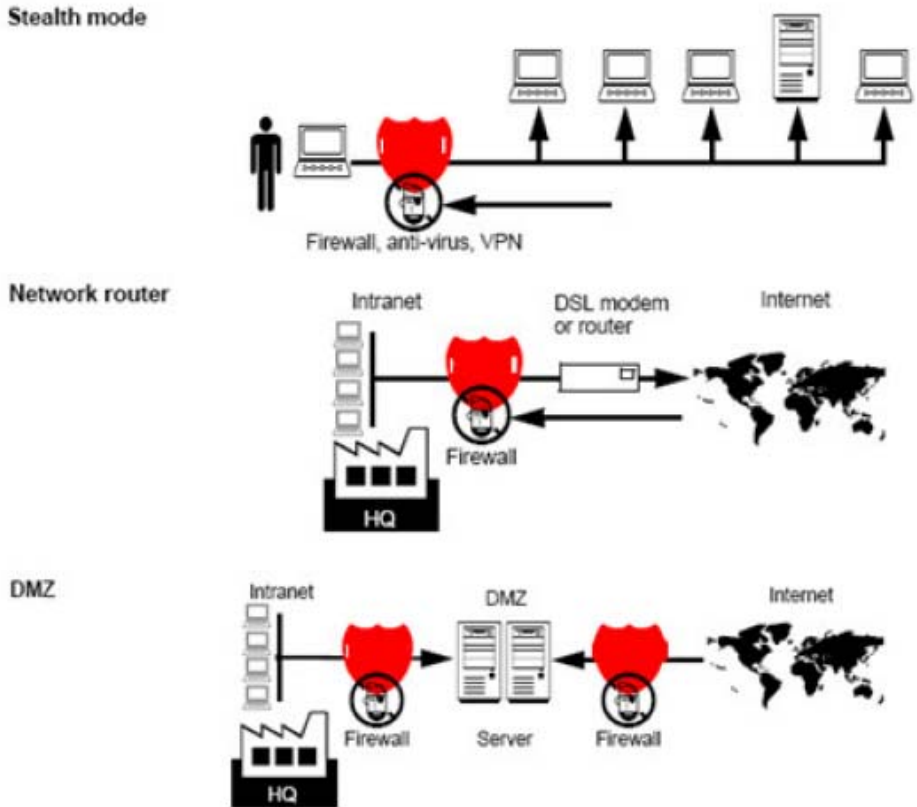 Stealth mode
Firewall, anti-virus, VPN
Network router
Intranet
DSL modem
or router
Internet
Firewall
HQ
DMZ
Intranet
DMZ
Internet
Firewall
Server
Firewall
HQ